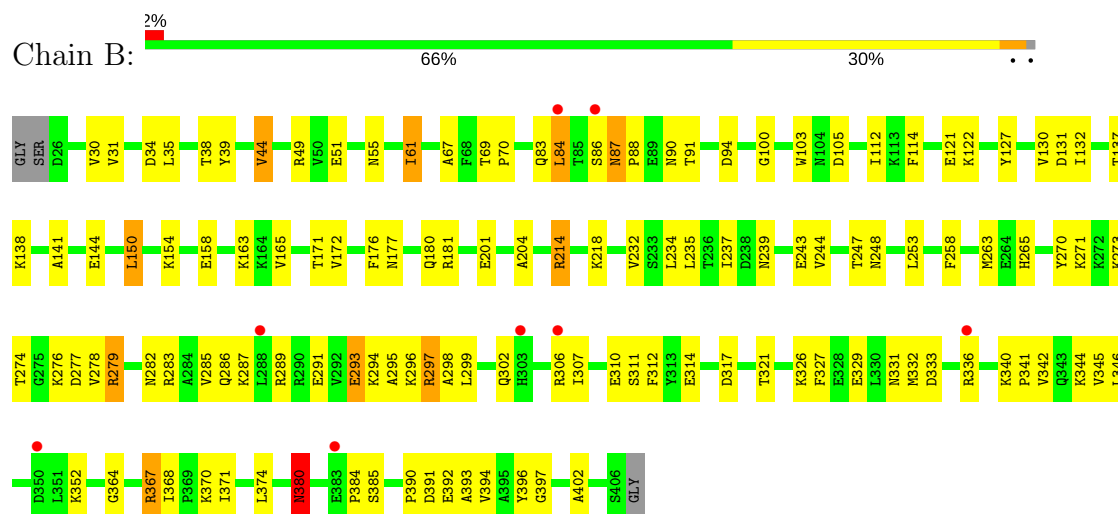 2%
Chain B:
66% 30% • •
GLY SER D26 V30 V31 D34 L35 T38 Y39 V44 R49 V50 E51 N55 I61 A67 F68 T69 P70 Q83 L84 T85 S86 N87 P88 E89 N90 T91 D94 G100 W103 N104 D105 I112 K113 F114 E121 K122 Y127 V130 D131 I132 T137
K138 A141 E144 L150 K154 E158 K163 K164 V165 T171 V172 F176 N177 Q180 R181 E201 A204 R214 K218 V232 S233 L234 L235 T236 I237 D238 N239 E243 V244 T247 N248 L253 F258 M263 E264 H265 Y270 K271 K272 K273
T274 G275 K276 D277 V278 R279 N282 R283 A284 V285 Q286 K287 L288 R289 R290 E291 V292 E293 K294 A295 K296 R297 A298 L299 Q302 H303 R306 I307 E310 S311 F312 Y313 E314 D317 T321 K326 F327 E328 E329 L330 N331 M332 D333 R336 K340 P341 V342 Q343 K344 V345 L346
D350 L351 K352 G364 R367 I368 P369 K370 I371 L374 N380 E383 P384 S385 P390 D391 E392 A393 V394 A395 Y396 G397 A402 S406 GLY